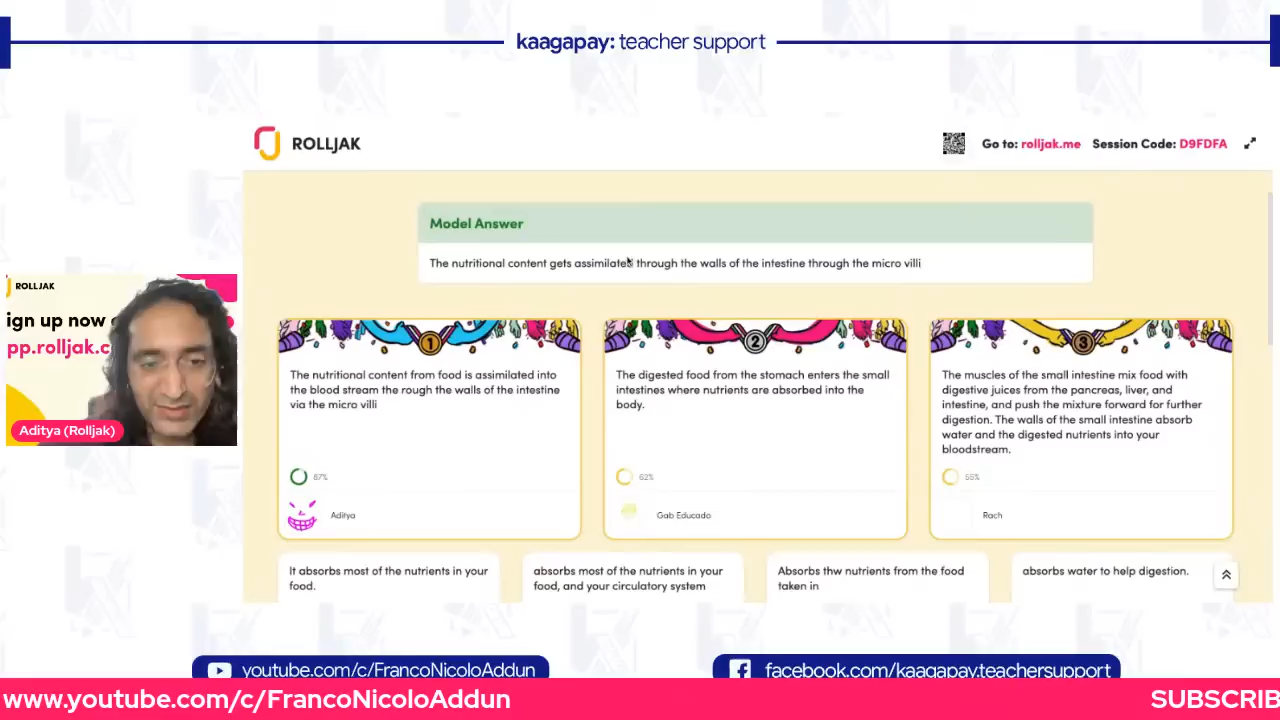 kaagapay: teacher support
ROLLJAK
Go to: rolljak.me Session Code: D9FDFA
Model Answer
The nutritional content gets assimilated through the walls of the intestine through the micro villi
ROLLJAK
ign up now
pp.rolljak.c
Aditya (Rolljak)
1
The nutritional content from food is assimilated into
the blood stream the rough the walls of the intestine
via the micro villi
67%
Aditya
2
The digested food from the stomach enters the small
intestines where nutrients are absorbed into the
body.
62%
Gab Educado
3
The muscles of the small intestine mix food with
digestive juices from the pancreas, liver, and
intestine, and push the mixture forward for further
digestion. The walls of the small intestine absorb
water and the digested nutrients into your
bloodstream.
55%
Rach
It absorbs most of the nutrients in your
food.
absorbs most of the nutrients in your
food, and your circulatory system
Absorbs thw nutrients from the food
taken in
absorbs water to help digestion.
youtube.com/c/FrancoNicoloAddun
facebook.com/kaagapay.teachersupport
www.youtube.com/c/FrancoNicoloAddun
SUBSCRIB